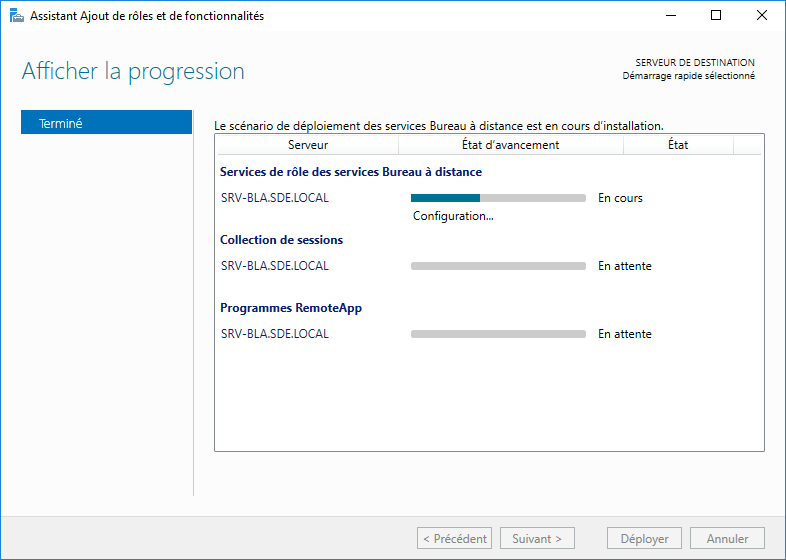 Assistant Ajout de rôles et de fonctionnalités
Afficher la progression
SERVEUR DE DESTINATION
Démarrage rapide sélectionné
Terminé
Le scénario de déploiement des services Bureau à distance est en cours d'installation.
Serveur État d'avancement État
Services de rôle des services Bureau à distance
SRV-BLA.SDE.LOCAL En cours
Configuration...
Collection de sessions
SRV-BLA.SDE.LOCAL En attente
Programmes RemoteApp
SRV-BLA.SDE.LOCAL En attente
< Précédent Suivant > Déployer Annuler